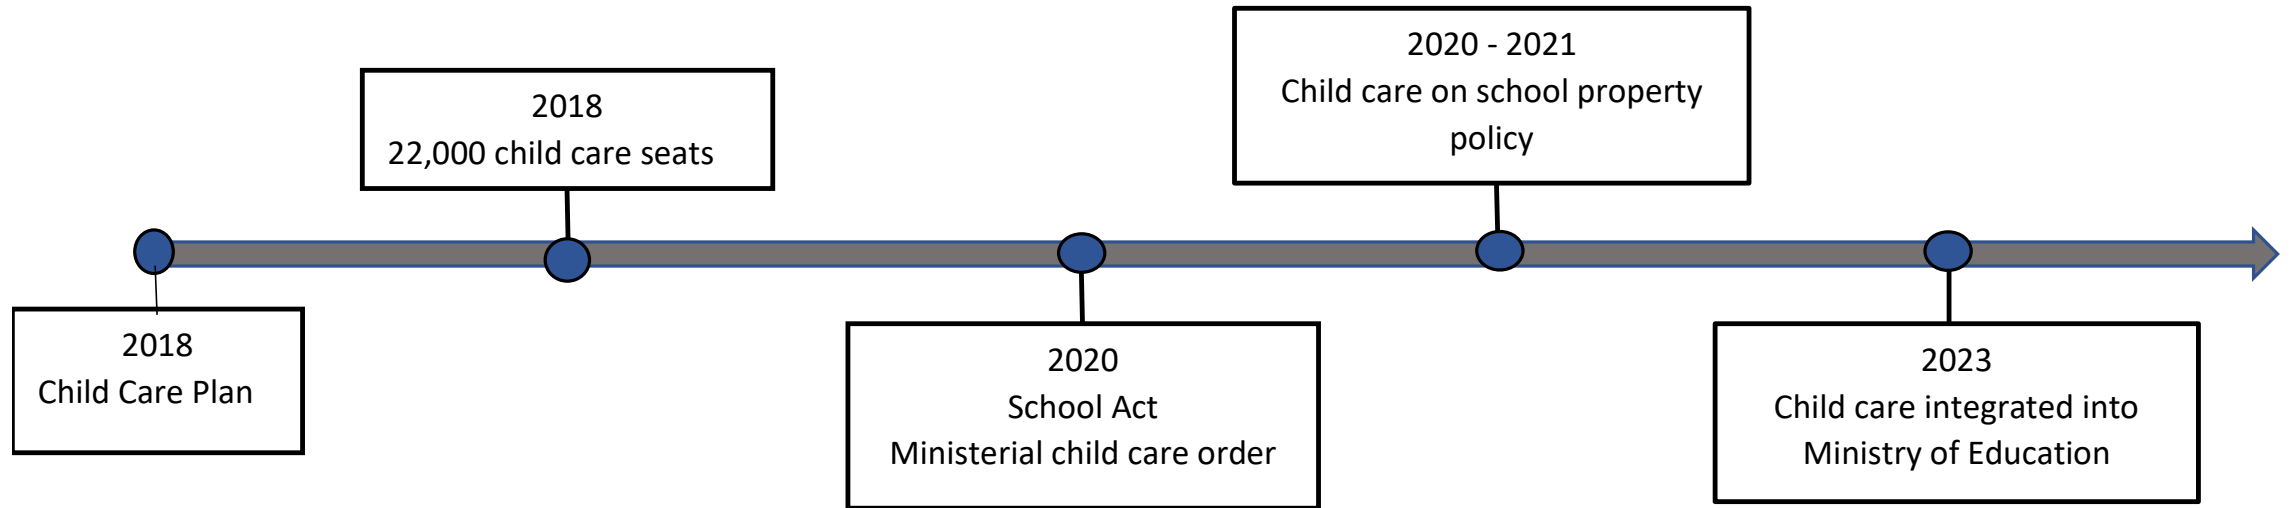 2018
Child Care Plan
2018
22,000 child care seats
2020
School Act
Ministerial child care order
2020 - 2021
Child care on school property
policy
2023
Child care integrated into
Ministry of Education